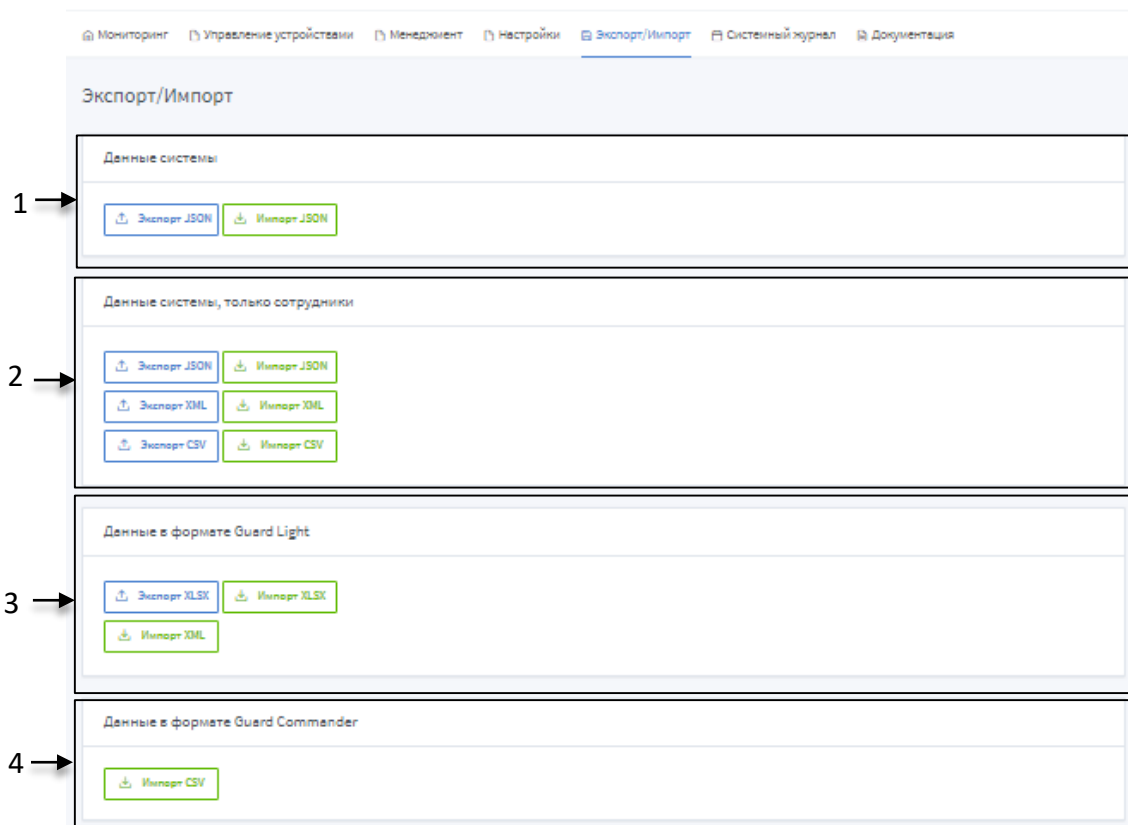 Мониторинг Управление устройствами Менеджмент Настройки Экспорт/Импорт Системный журнал Документация
Экспорт/Импорт
Данные системы
1
Экспорт JSON Импорт JSON
Данные системы, только сотрудники
2
Экспорт JSON Импорт JSON
Экспорт XML Импорт XML
Экспорт CSV Импорт CSV
Данные в формате Guard Light
3
Экспорт XLSX Импорт XLSX
Импорт XML
Данные в формате Guard Commander
4
Импорт CSV